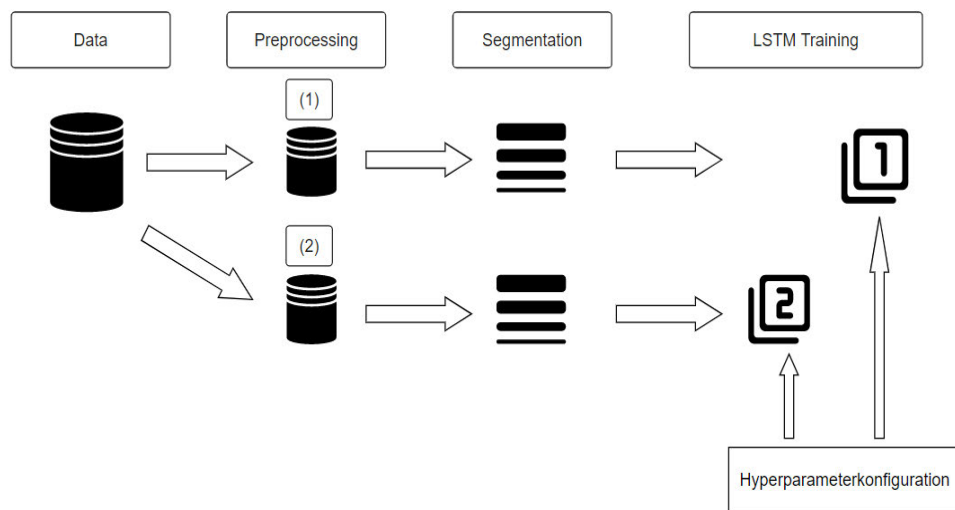 Data
Preprocessing
Segmentation
LSTM Training
(1)
1
(2)
2
Hyperparameterkonfiguration